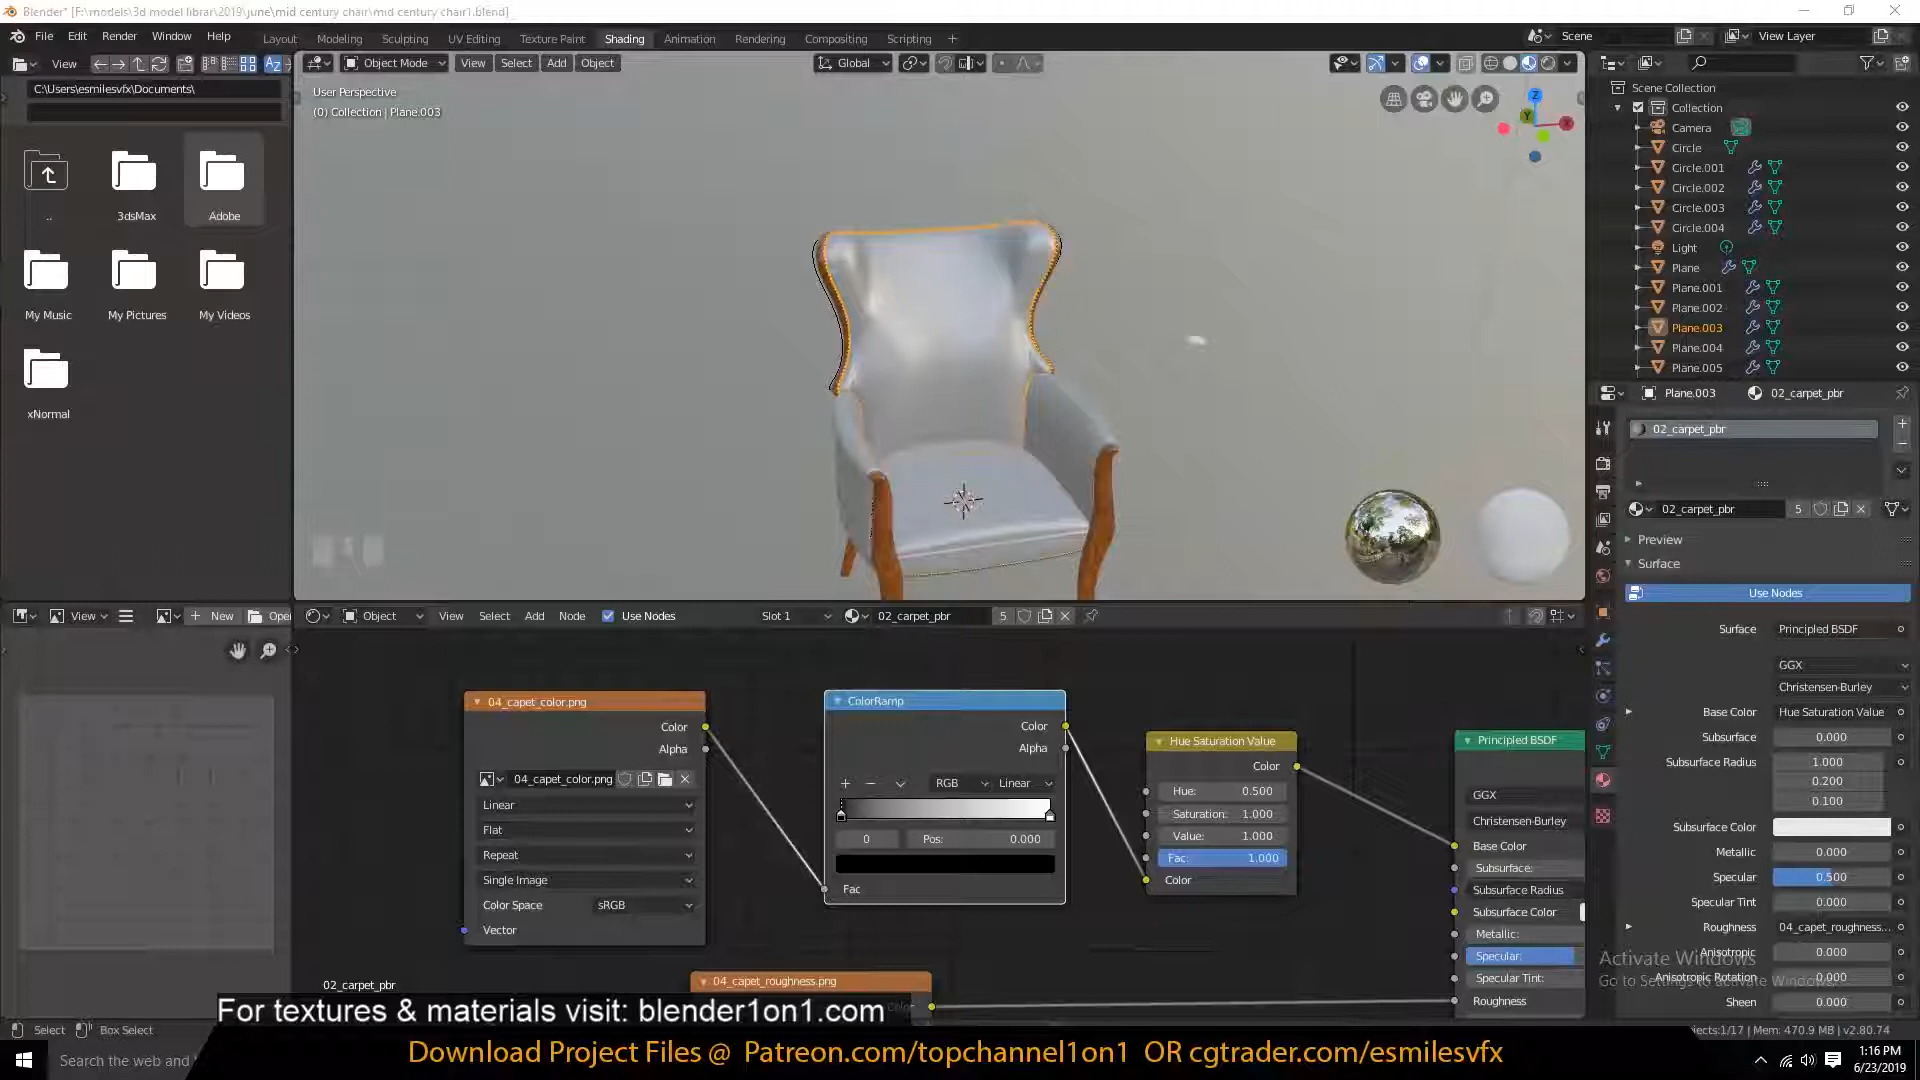 Blender* [F:\models\3d model librar\2019\june\mid century chair\mid century chair1.blend]
File Edit Render Window Help Layout Modeling Sculpting UV Editing Texture Paint Shading Animation Rendering Compositing Scripting + Scene View Layer
View Object Mode View Select Add Object Global
C:\Users\esmilesvfx\Documents\
User Perspective
(0) Collection | Plane.003
..
3dsMax
Adobe
My Music
My Pictures
My Videos
xNormal
Scene Collection
Collection
Camera
Circle
Circle.001
Circle.002
Circle.003
Circle.004
Light
Plane
Plane.001
Plane.002
Plane.003
Plane.004
Plane.005
Plane.003 02_carpet_pbr
02_carpet_pbr
02_carpet_pbr 5
Preview
Surface
Use Nodes
Surface Principled BSDF
GGX
Christensen-Burley
Base Color Hue Saturation Value
Subsurface 0.000
Subsurface Radius 1.000
0.200
0.100
Subsurface Color
Metallic 0.000
Specular 0.500
Specular Tint 0.000
Roughness 04_capet_roughness...
Anisotropic 0.000
Anisotropic Rotation 0.000
Sheen 0.000
View New Open
Object View Select Add Node Use Nodes Slot 1 02_carpet_pbr 5
04_capet_color.png
Color
Alpha
04_capet_color.png
Linear
Flat
Repeat
Single Image
Color Space sRGB
Vector
ColorRamp
Color
Alpha
RGB Linear
0 Pos: 0.000
Fac
Hue Saturation Value
Color
Hue: 0.500
Saturation: 1.000
Value: 1.000
Fac: 1.000
Color
Principled BSDF
GGX
Christensen-Burley
Base Color
Subsurface:
Subsurface Radius
Subsurface Color
Metallic:
Specular:
Specular Tint:
Roughness
04_capet_roughness.png
Color
02_carpet_pbr
Activate Windows
Go to Settings to activate Windows.
For textures & materials visit: blender1on1.com
Select Box Select
jects:1/17 | Mem: 470.9 MB | v2.80.74
Download Project Files @ Patreon.com/topchannel1on1 OR cgtrader.com/esmilesvfx
Search the web and
1:16 PM
6/23/2019